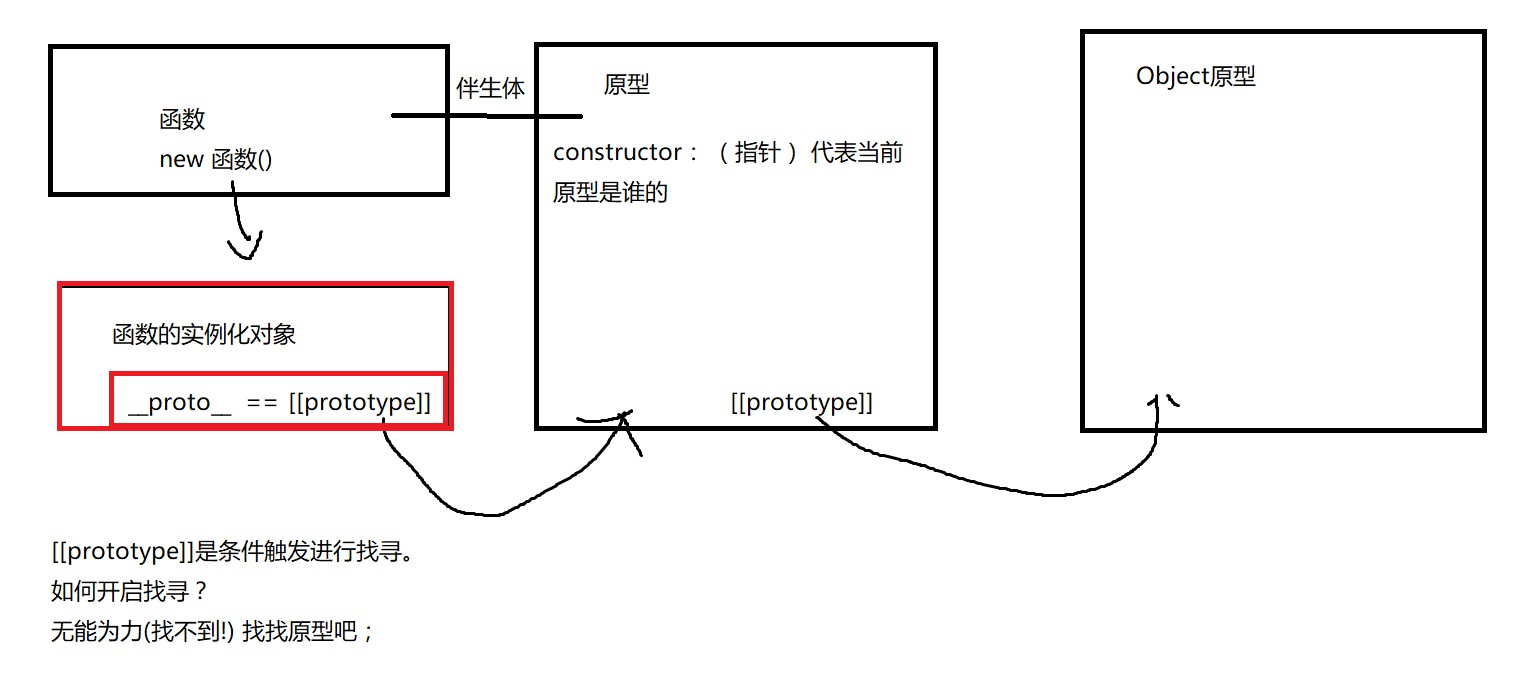 函数
new 函数()
伴生体
原型
constructor：（指针 ）代表当前
原型是谁的
[[prototype]]
Object原型
函数的实例化对象
__proto__ == [[prototype]]
[[prototype]]是条件触发进行找寻。
如何开启找寻？
无能为力(找不到!) 找找原型吧；